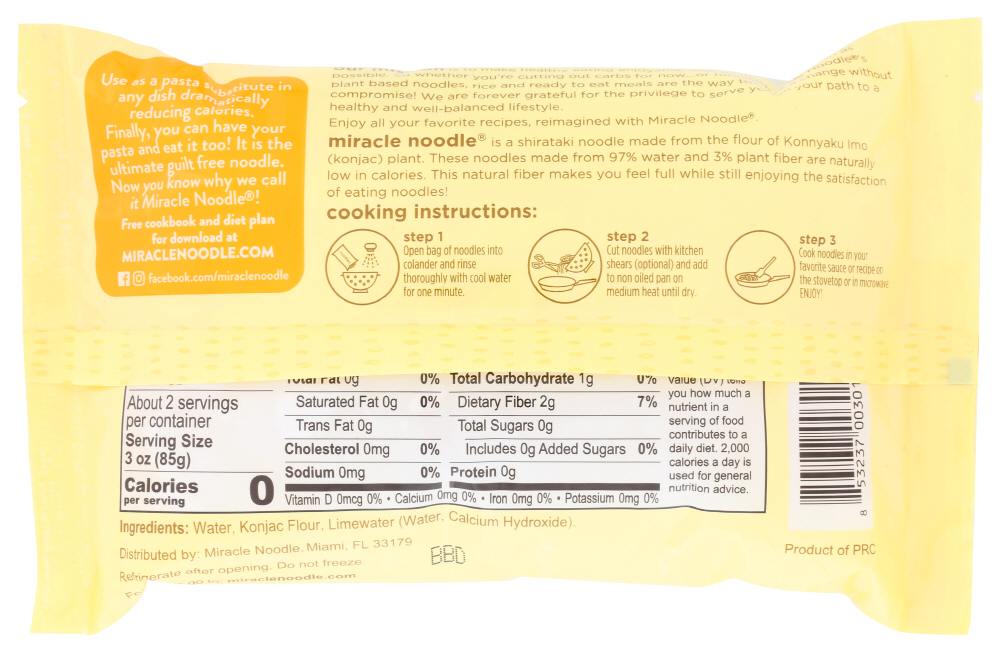 Use as a pasta substitute in
any dish dramatically
reducing calories.
Finally, you can have your
pasta and eat it too! It is the
ultimate guilt free noodle.
Now you know why we call
it Miracle Noodle®!
Free cookbook and diet plan
for download at
MIRACLENOODLE.COM
facebook.com/miraclenoodle
possible. whether you're cutting out carbs for now
plant based noodles, rice and ready to eat meals are the way change without
compromise! We are forever grateful for the privilege to serve your path to a
healthy and well-balanced lifestyle.
Enjoy all your favorite recipes, reimagined with Miracle Noodle®.
miracle noodle® is a shirataki noodle made from the flour of Konnyaku Imo
(konjac) plant. These noodles made from 97% water and 3% plant fiber are naturally
low in calories. This natural fiber makes you feel full while still enjoying the satisfaction
of eating noodles!
cooking instructions:
step 1
Open bag of noodles into
colander and rinse
thoroughly with cool water
for one minute.
step 2
Cut noodles with kitchen
shears (optional) and add
to non oiled pan on
medium heat until dry.
step 3
Cook noodles in your
favorite sauce or recipe on
the stovetop or in microwave
ENJOY!
About 2 servings
per container
Serving Size
3 oz (85g)
Calories 0
per serving
Total Fat 0g 0%
Saturated Fat 0g 0%
Trans Fat 0g
Cholesterol 0mg 0%
Sodium 0mg 0%
Total Carbohydrate 1g 0%
Dietary Fiber 2g 7%
Total Sugars 0g
Includes 0g Added Sugars 0%
Protein 0g
Vitamin D 0mcg 0% • Calcium 0mg 0% • Iron 0mg 0% • Potassium 0mg 0%
value (DV) tells
you how much a
nutrient in a
serving of food
contributes to a
daily diet. 2,000
calories a day is
used for general
nutrition advice.
8 53237 00301
Ingredients: Water, Konjac Flour, Limewater (Water, Calcium Hydroxide).
Distributed by: Miracle Noodle. Miami, FL 33179
Refrigerate after opening. Do not freeze
go to: miraclenoodle.com
BBD
Product of PRC